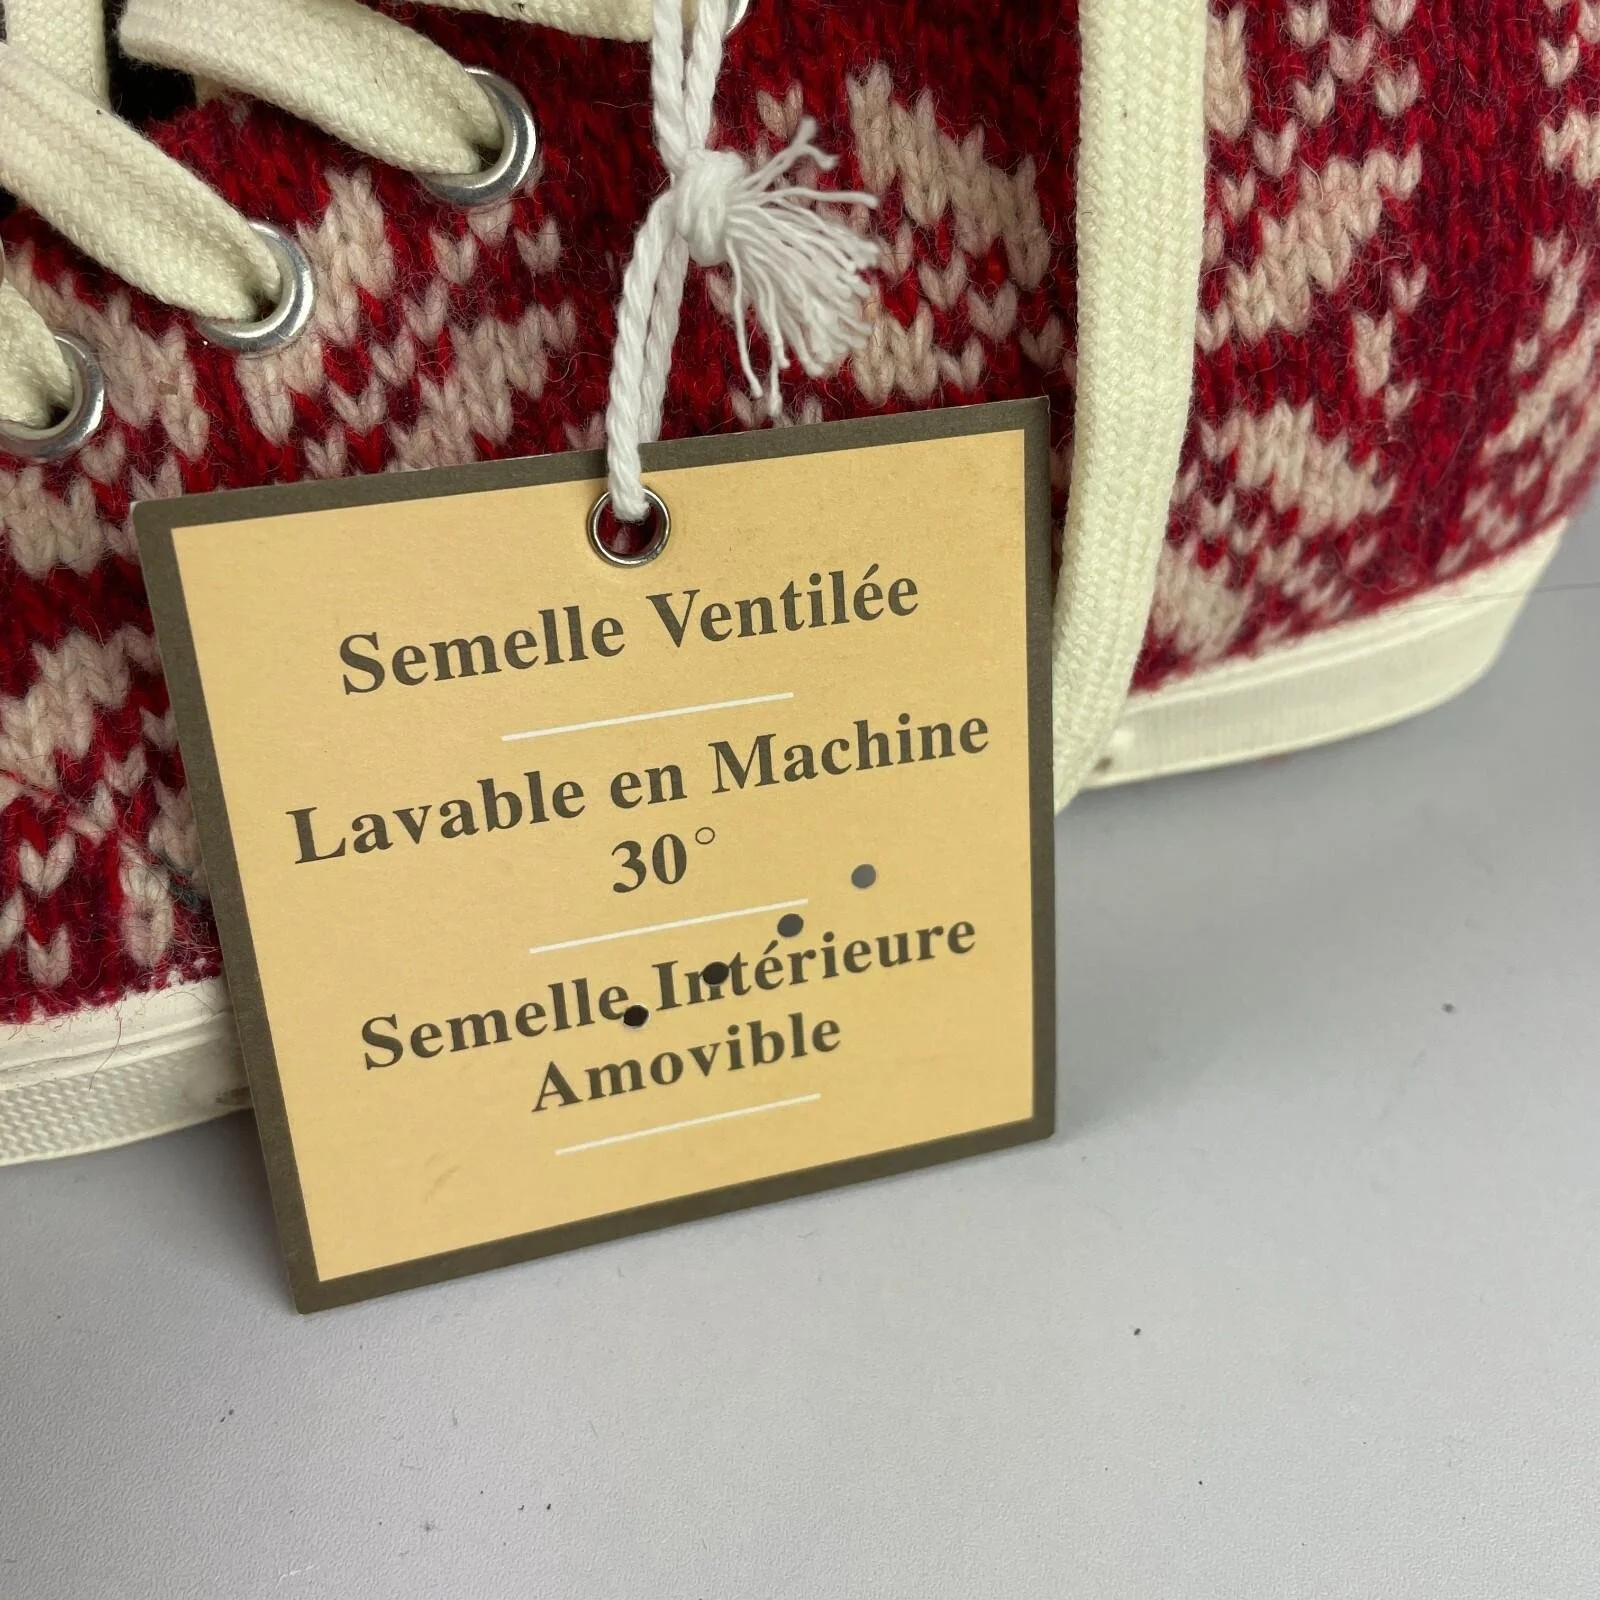 Semelle Ventilée
Lavable en Machine
30°
Semelle Intérieure
Amovible